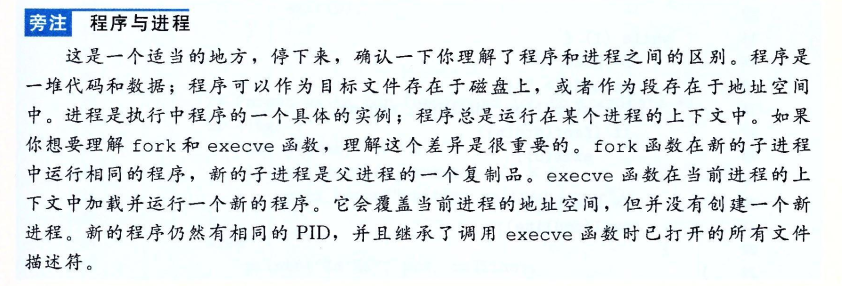 旁注 程序与进程
这是一个适当的地方，停下来，确认一下你理解了程序和进程之间的区别。程序是
一堆代码和数据；程序可以作为目标文件存在于磁盘上，或者作为段存在于地址空间
中。进程是执行中程序的一个具体的实例；程序总是运行在某个进程的上下文中。如果
你想要理解 fork 和 execve 函数，理解这个差异是很重要的。fork 函数在新的子进程
中运行相同的程序，新的子进程是父进程的一个复制品。execve 函数在当前进程的上
下文中加载并运行一个新的程序。它会覆盖当前进程的地址空间，但并没有创建一个新
进程。新的程序仍然有相同的 PID，并且继承了调用 execve 函数时已打开的所有文件
描述符。